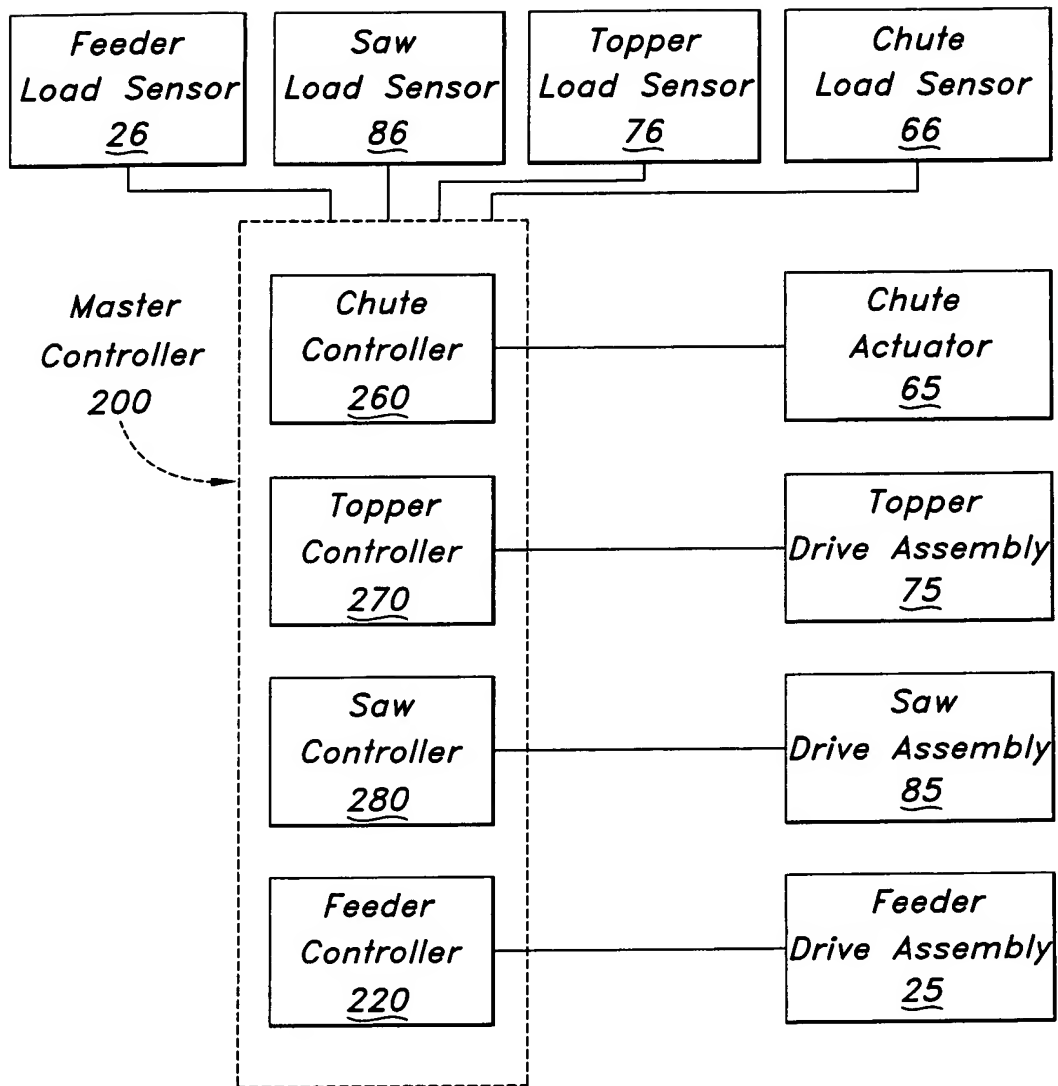 Feeder
Load Sensor
26
Saw
Load Sensor
86
Topper
Load Sensor
76
Chute
Load Sensor
66
Master
Controller
200
Chute
Controller
260
Chute
Actuator
65
Topper
Controller
270
Topper
Drive Assembly
75
Saw
Controller
280
Saw
Drive Assembly
85
Feeder
Controller
220
Feeder
Drive Assembly
25